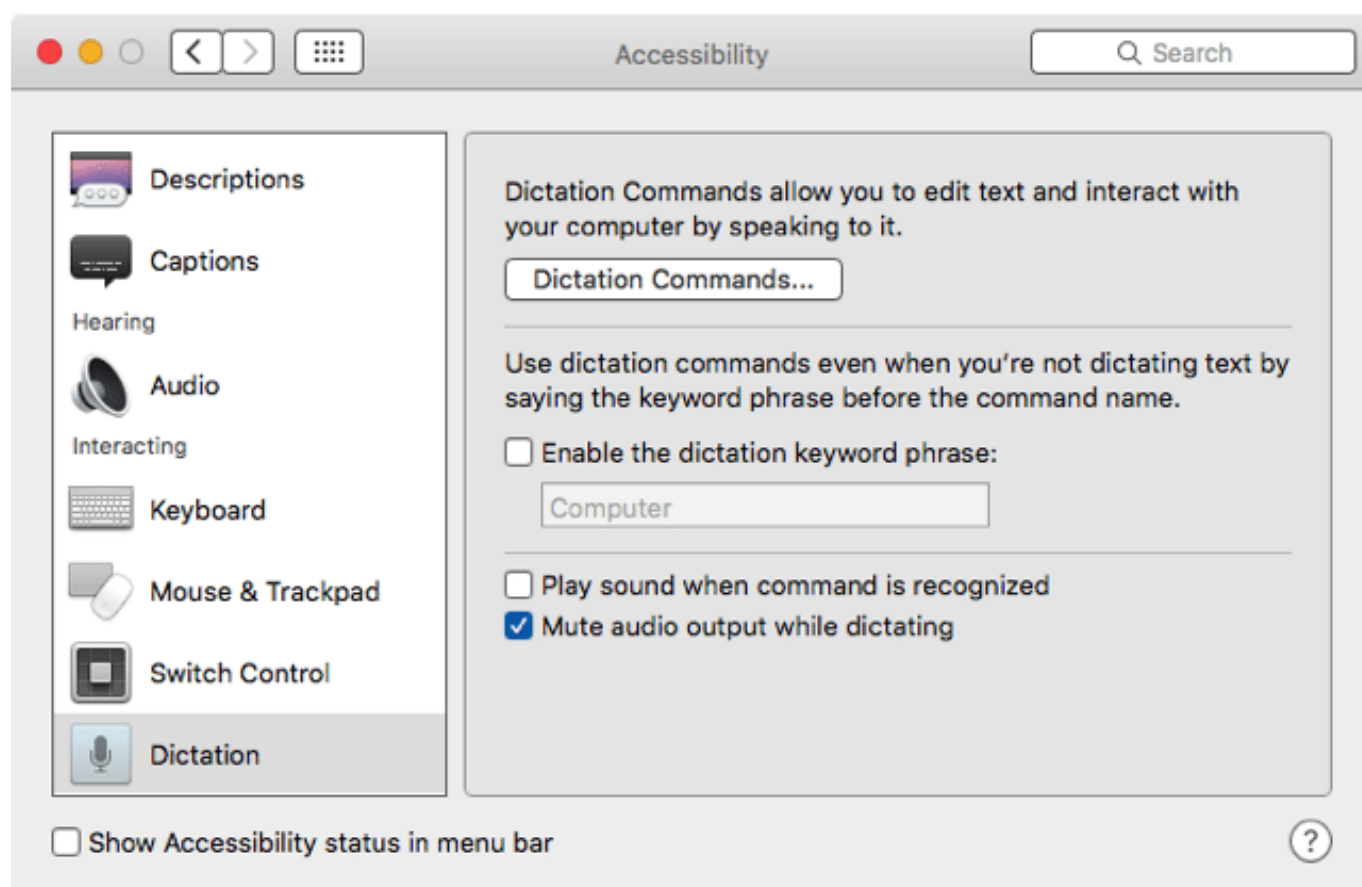 Accessibility
Search
Descriptions
Captions
Hearing
Audio
Interacting
Keyboard
Mouse & Trackpad
Switch Control
Dictation
Dictation Commands allow you to edit text and interact with
your computer by speaking to it.
Dictation Commands...
Use dictation commands even when you're not dictating text by
saying the keyword phrase before the command name.
Enable the dictation keyword phrase:
Computer
Play sound when command is recognized
Mute audio output while dictating
Show Accessibility status in menu bar
?